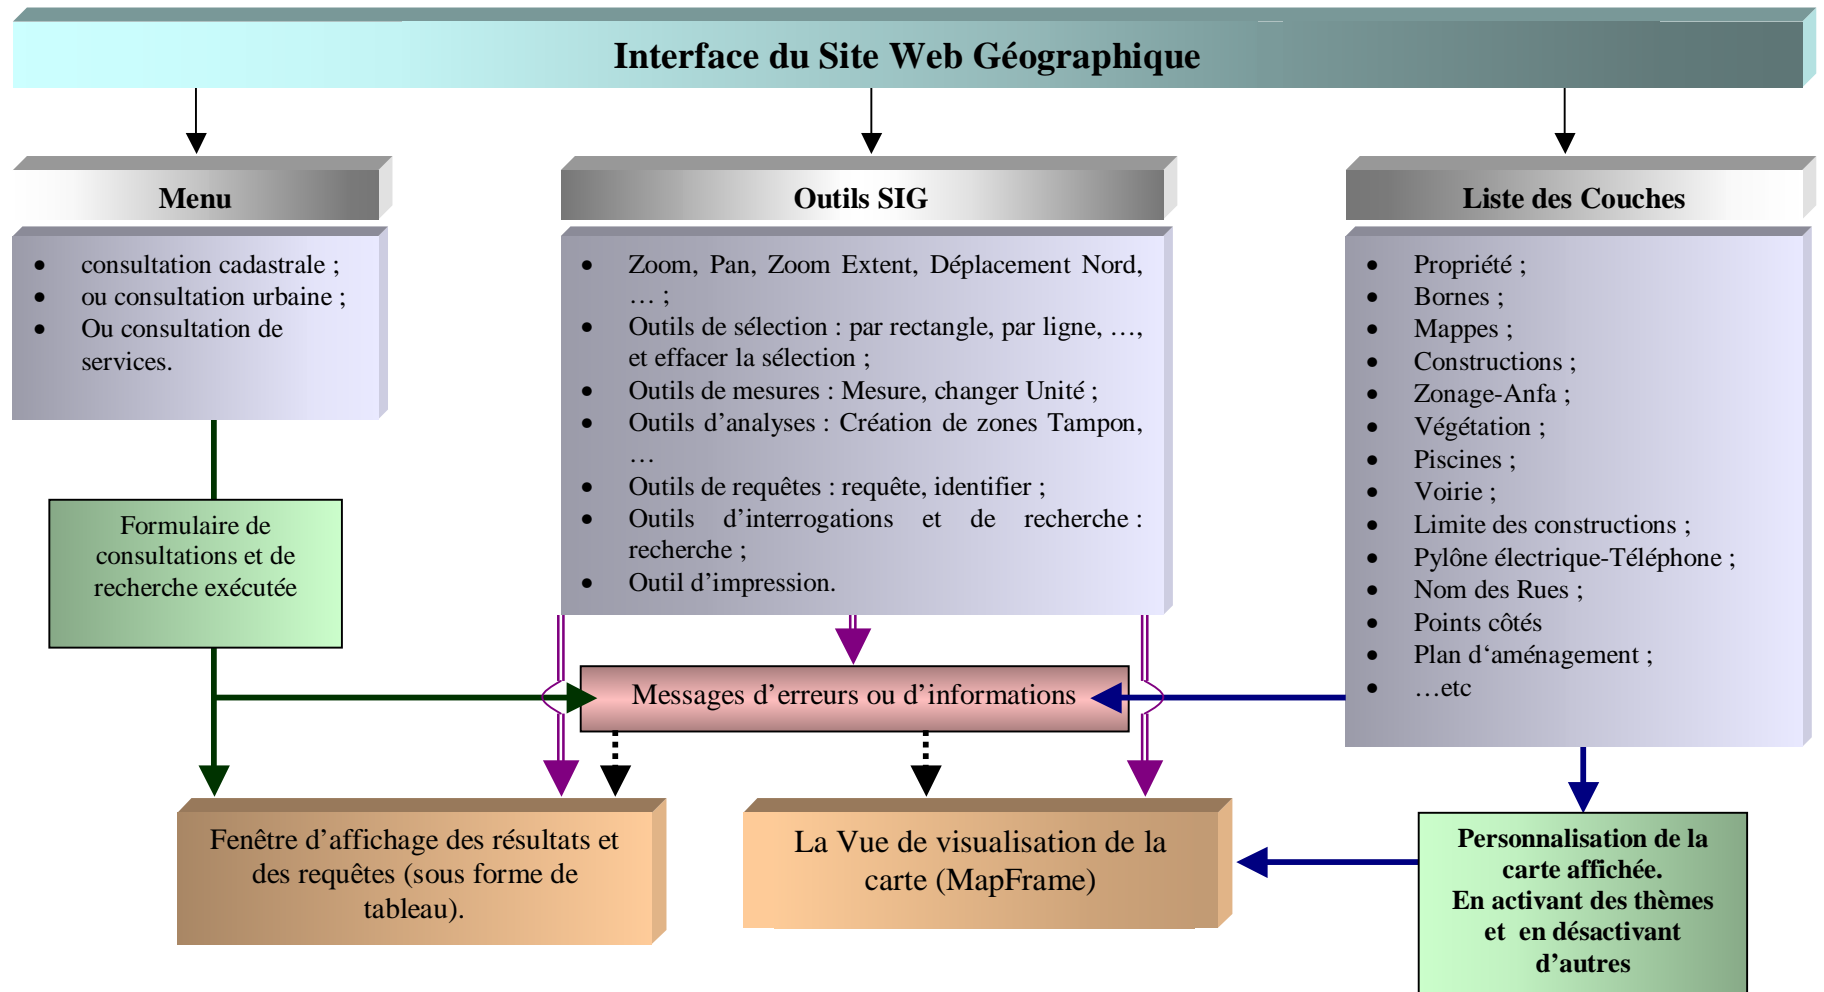 Interface du Site Web Géographique
Menu
• consultation cadastrale ;
• ou consultation urbaine ;
• Ou consultation de
services.
Formulaire de
consultations et de
recherche exécutée
Outils SIG
• Zoom, Pan, Zoom Extent, Déplacement Nord,
… ;
• Outils de sélection : par rectangle, par ligne, …,
et effacer la sélection ;
• Outils de mesures : Mesure, changer Unité ;
• Outils d’analyses : Création de zones Tampon,
…
• Outils de requêtes : requête, identifier ;
• Outils d’interrogations et de recherche :
recherche ;
• Outil d’impression.
Liste des Couches
• Propriété ;
• Bornes ;
• Mappes ;
• Constructions ;
• Zonage-Anfa ;
• Végétation ;
• Piscines ;
• Voirie ;
• Limite des constructions ;
• Pylône électrique-Téléphone ;
• Nom des Rues ;
• Points côtés
• Plan d‘aménagement ;
• …etc
Messages d’erreurs ou d’informations
Fenêtre d’affichage des résultats et
des requêtes (sous forme de
tableau).
La Vue de visualisation de la
carte (MapFrame)
Personnalisation de la
carte affichée.
En activant des thèmes
et en désactivant
d’autres